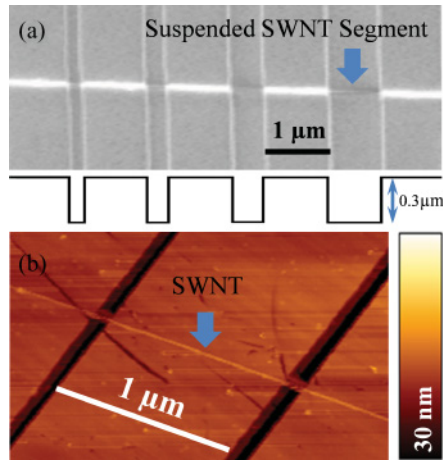 (a)
Suspended SWNT Segment
1 μm
0.3μm
(b)
SWNT
1 μm
30 nm